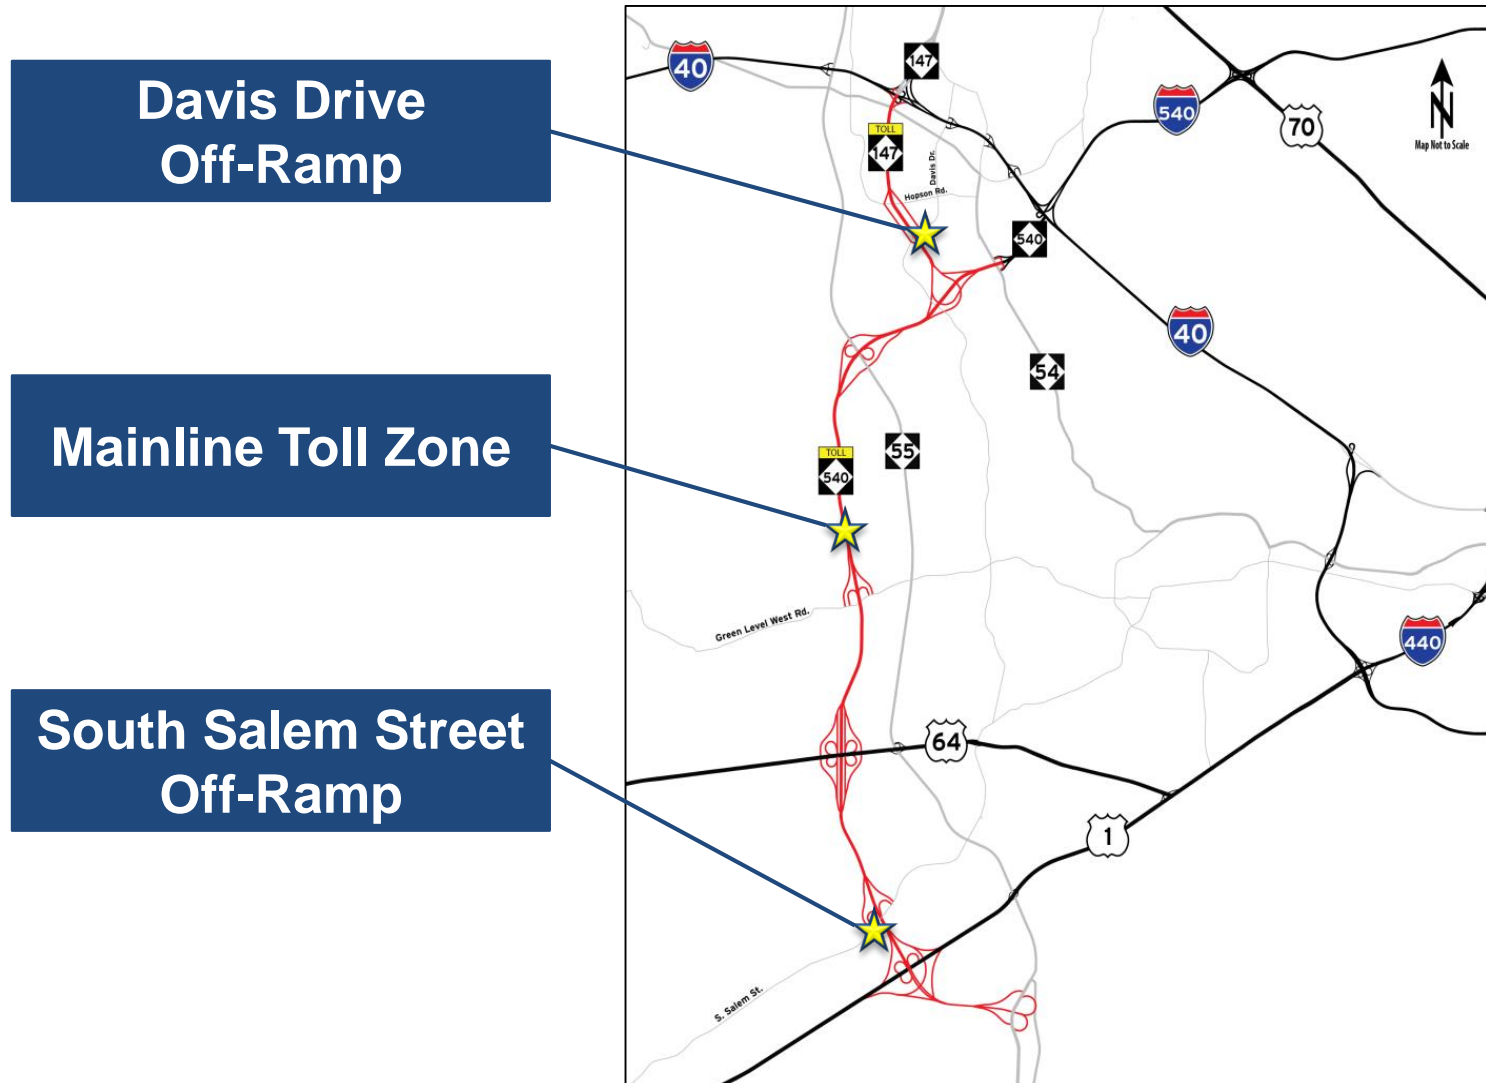 Davis Drive
Off-Ramp
Mainline Toll Zone
South Salem Street
Off-Ramp
40
147
TOLL
147
Davis Dr.
Hopson Rd.
540
70
N
Map Not to Scale
540
40
54
55
TOLL
540
Green Level West Rd.
440
64
1
S. Salem St.